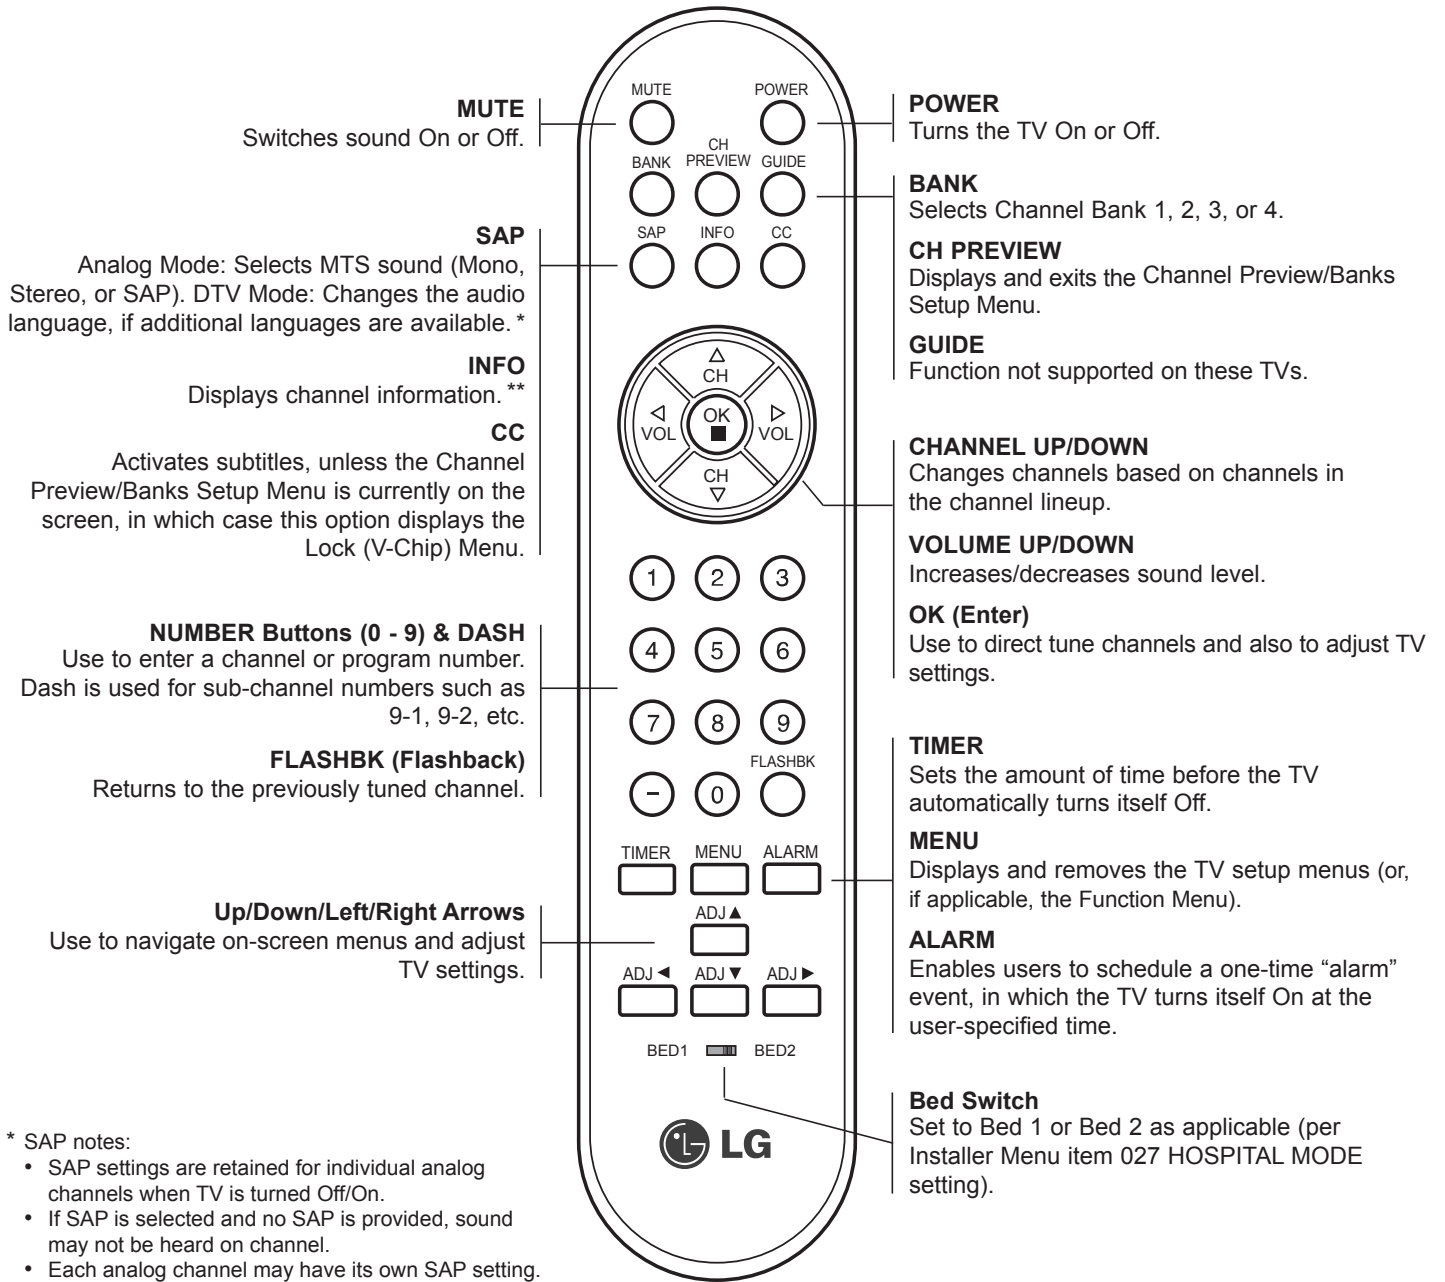 MUTE
Switches sound On or Off.
SAP
Analog Mode: Selects MTS sound (Mono,
Stereo, or SAP). DTV Mode: Changes the audio
language, if additional languages are available. *
INFO
Displays channel information. **
CC
Activates subtitles, unless the Channel
Preview/Banks Setup Menu is currently on the
screen, in which case this option displays the
Lock (V-Chip) Menu.
NUMBER Buttons (0 - 9) & DASH
Use to enter a channel or program number.
Dash is used for sub-channel numbers such as
9-1, 9-2, etc.
FLASHBK (Flashback)
Returns to the previously tuned channel.
Up/Down/Left/Right Arrows
Use to navigate on-screen menus and adjust
TV settings.
* SAP notes:
• SAP settings are retained for individual analog
channels when TV is turned Off/On.
• If SAP is selected and no SAP is provided, sound
may not be heard on channel.
• Each analog channel may have its own SAP setting.
MUTE POWER
CH
BANK PREVIEW GUIDE
SAP INFO CC
△
CH
◁ OK ▷
VOL ■ VOL
CH
▽
1 2 3
4 5 6
7 8 9
FLASHBK
- 0
TIMER MENU ALARM
ADJ ▲
ADJ ◄ ADJ ▼ ADJ ►
BED1 BED2
LG
POWER
Turns the TV On or Off.
BANK
Selects Channel Bank 1, 2, 3, or 4.
CH PREVIEW
Displays and exits the Channel Preview/Banks
Setup Menu.
GUIDE
Function not supported on these TVs.
CHANNEL UP/DOWN
Changes channels based on channels in
the channel lineup.
VOLUME UP/DOWN
Increases/decreases sound level.
OK (Enter)
Use to direct tune channels and also to adjust TV
settings.
TIMER
Sets the amount of time before the TV
automatically turns itself Off.
MENU
Displays and removes the TV setup menus (or,
if applicable, the Function Menu).
ALARM
Enables users to schedule a one-time “alarm”
event, in which the TV turns itself On at the
user-specified time.
Bed Switch
Set to Bed 1 or Bed 2 as applicable (per
Installer Menu item 027 HOSPITAL MODE
setting).